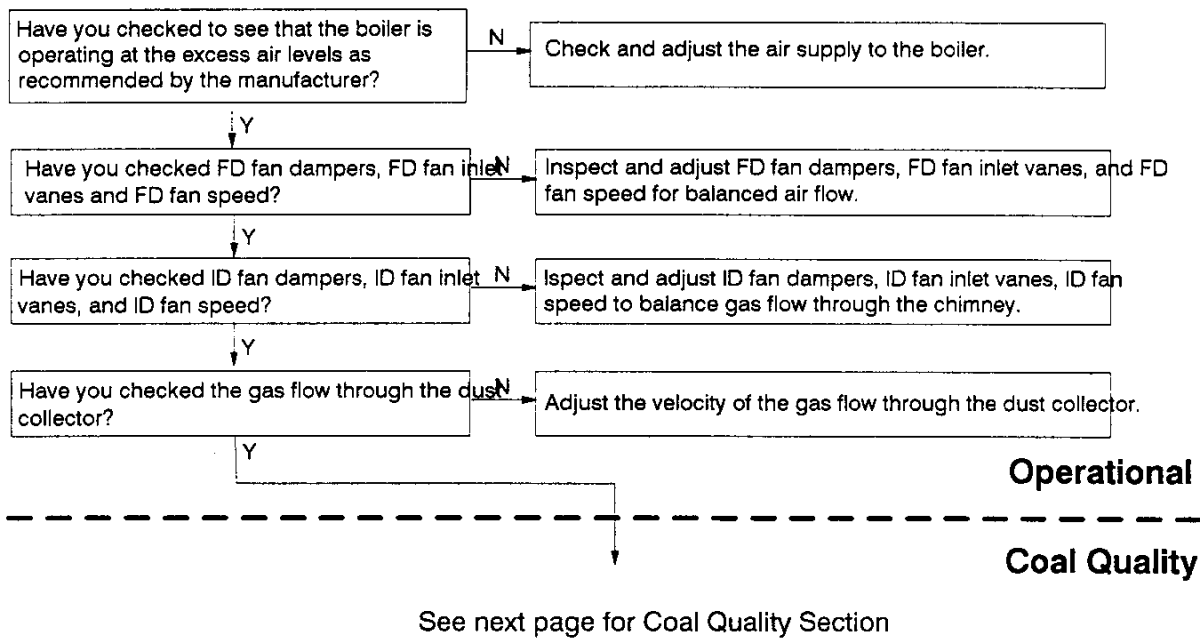 Have you checked to see that the boiler is
operating at the excess air levels as
recommended by the manufacturer?
N
Check and adjust the air supply to the boiler.
Y
Have you checked FD fan dampers, FD fan inlet
vanes and FD fan speed?
N
Inspect and adjust FD fan dampers, FD fan inlet vanes, and FD
fan speed for balanced air flow.
Y
Have you checked ID fan dampers, ID fan inlet
vanes, and ID fan speed?
N
Ispect and adjust ID fan dampers, ID fan inlet vanes, ID fan
speed to balance gas flow through the chimney.
Y
Have you checked the gas flow through the dust
collector?
N
Adjust the velocity of the gas flow through the dust collector.
Y
Operational
Coal Quality
See next page for Coal Quality Section